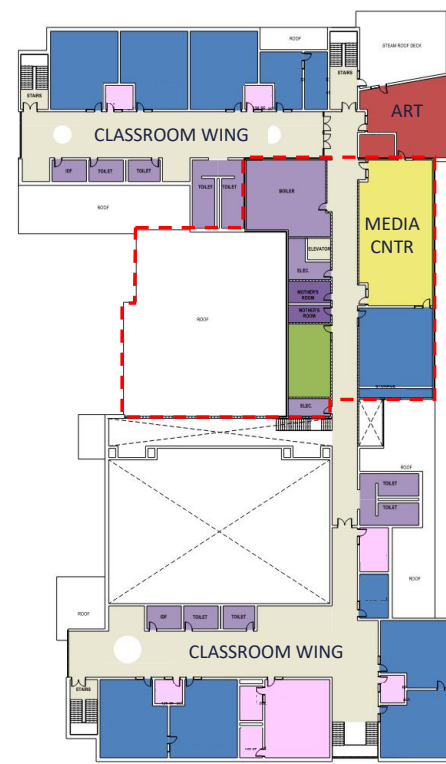 ROOF
STEAM ROOF DECK
STAIRS
STAIRS
ART
CLASSROOM WING
IDF
TOILET
TOILET
TOILET
TOILET
BOILER
ROOF
MEDIA
CNTR
ELEVATOR
ELEC.
MOTHER'S
ROOM
MOTHER'S
ROOM
ROOF
ELEC.
ROOF
TOILET
TOILET
ROOF
ROOF
IDF
TOILET
TOILET
CLASSROOM WING
STAIRS